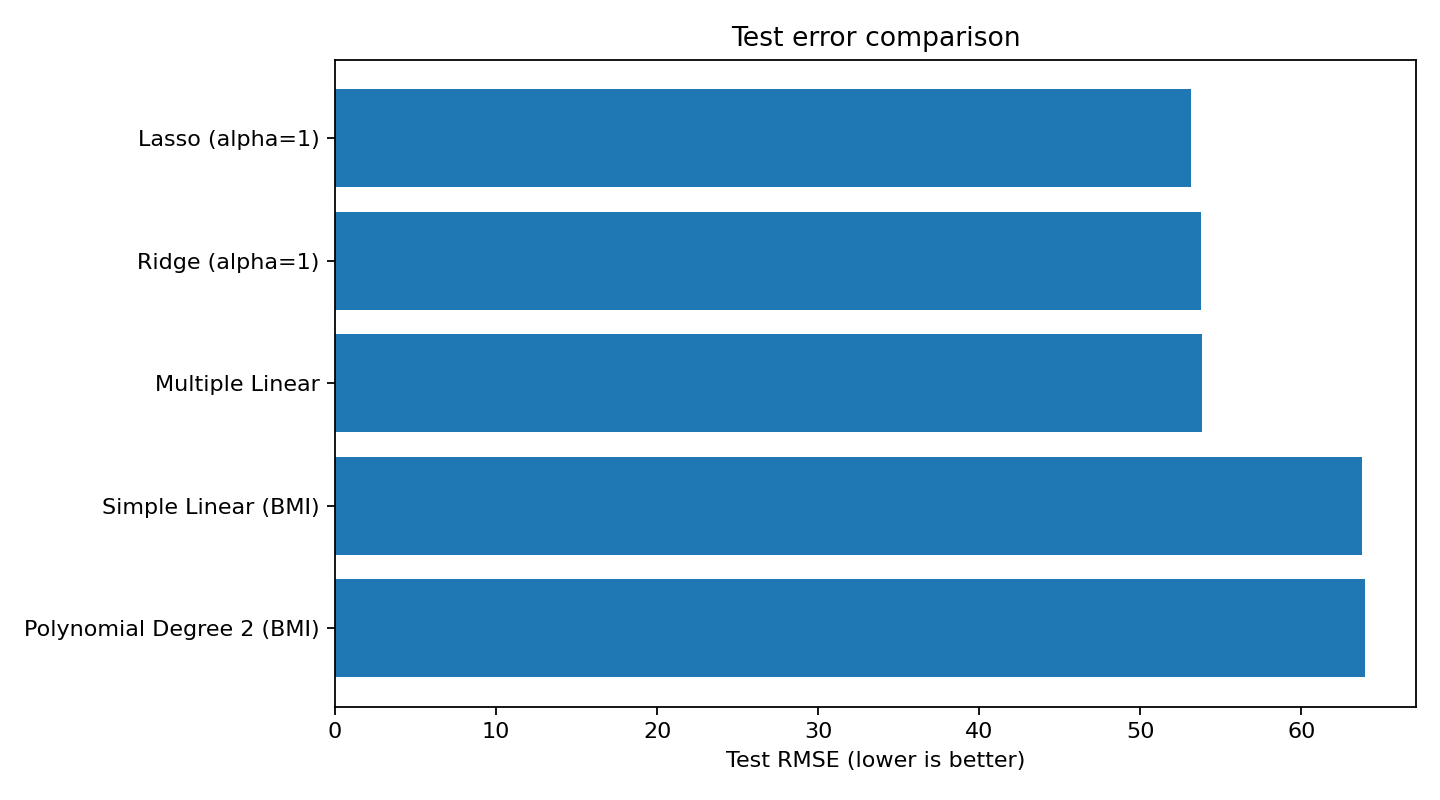 Test error comparison
Lasso (alpha=1)
Ridge (alpha=1)
Multiple Linear
Simple Linear (BMI)
Polynomial Degree 2 (BMI)
0 10 20 30 40 50 60
Test RMSE (lower is better)